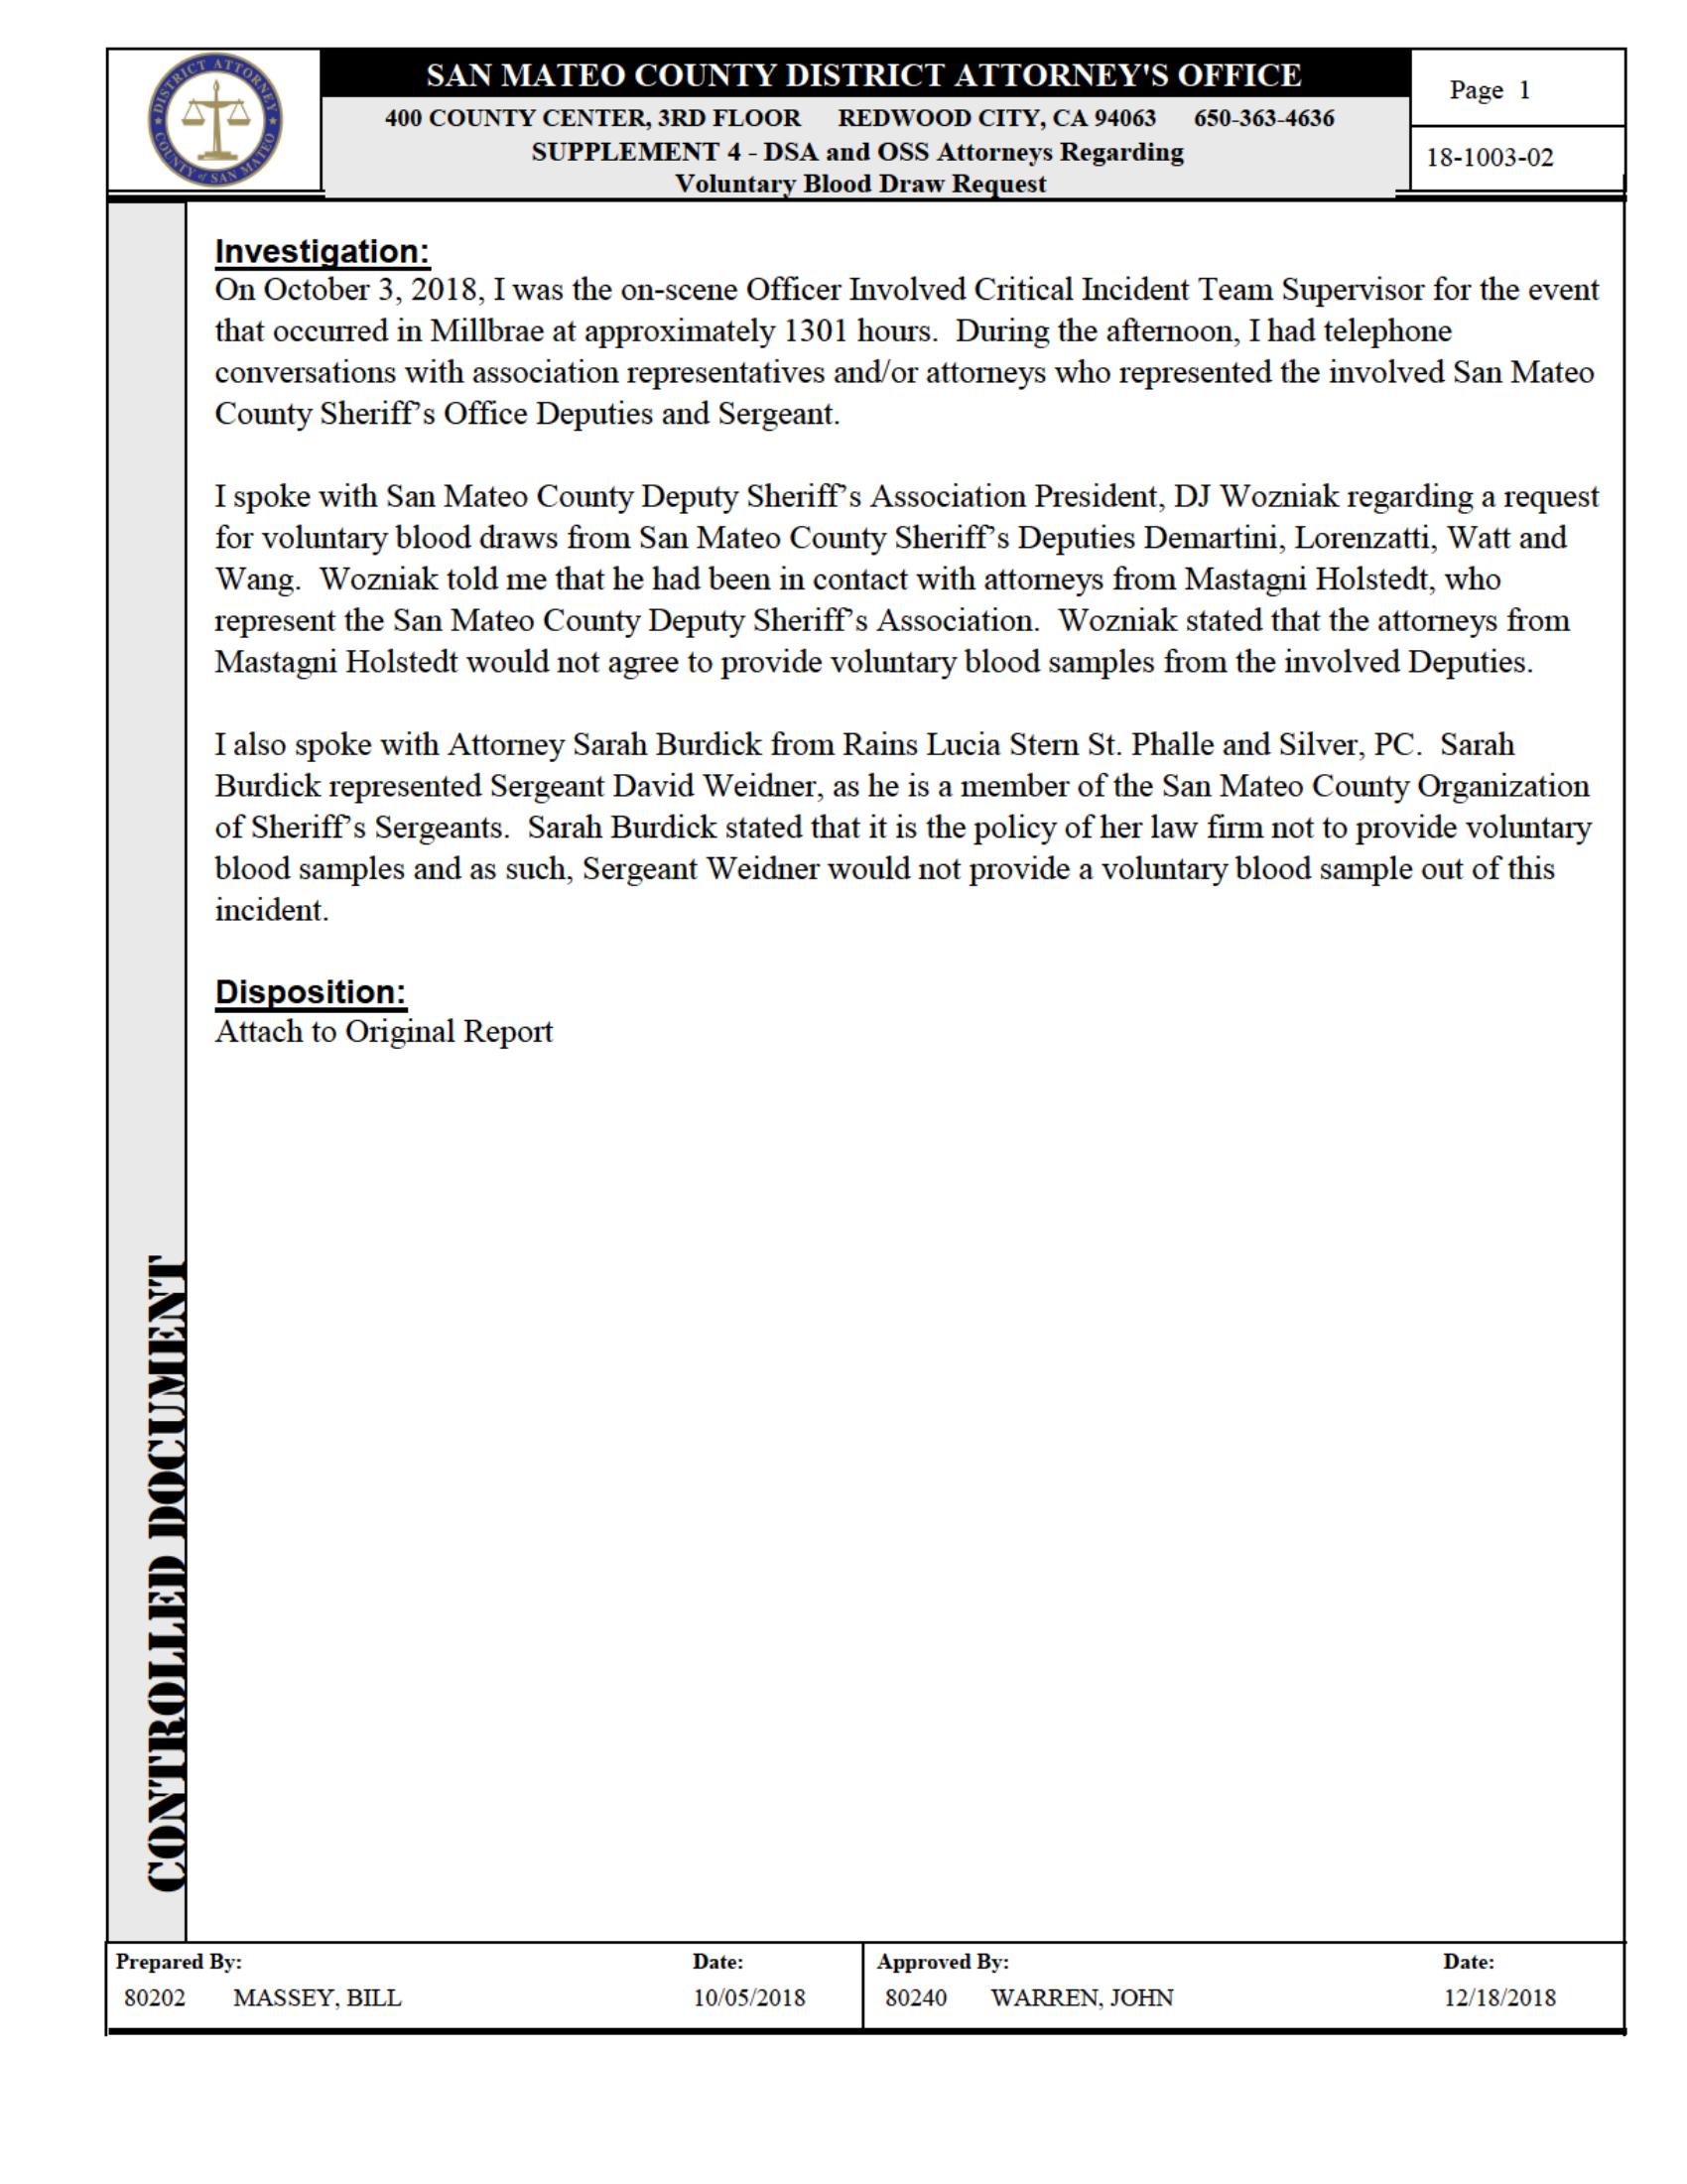 DISTRICT ATTORNEY
COUNTY of SAN MATEO
SAN MATEO COUNTY DISTRICT ATTORNEY'S OFFICE
400 COUNTY CENTER, 3RD FLOOR REDWOOD CITY, CA 94063 650-363-4636
SUPPLEMENT 4 - DSA and OSS Attorneys Regarding
Voluntary Blood Draw Request
Page 1
18-1003-02
Investigation:
On October 3, 2018, I was the on-scene Officer Involved Critical Incident Team Supervisor for the event
that occurred in Millbrae at approximately 1301 hours. During the afternoon, I had telephone
conversations with association representatives and/or attorneys who represented the involved San Mateo
County Sheriff’s Office Deputies and Sergeant.
I spoke with San Mateo County Deputy Sheriff’s Association President, DJ Wozniak regarding a request
for voluntary blood draws from San Mateo County Sheriff’s Deputies Demartini, Lorenzatti, Watt and
Wang. Wozniak told me that he had been in contact with attorneys from Mastagni Holstedt, who
represent the San Mateo County Deputy Sheriff’s Association. Wozniak stated that the attorneys from
Mastagni Holstedt would not agree to provide voluntary blood samples from the involved Deputies.
I also spoke with Attorney Sarah Burdick from Rains Lucia Stern St. Phalle and Silver, PC. Sarah
Burdick represented Sergeant David Weidner, as he is a member of the San Mateo County Organization
of Sheriff’s Sergeants. Sarah Burdick stated that it is the policy of her law firm not to provide voluntary
blood samples and as such, Sergeant Weidner would not provide a voluntary blood sample out of this
incident.
Disposition:
Attach to Original Report
CONTROLLED DOCUMENT
Prepared By: Date: Approved By: Date:
80202 MASSEY, BILL 10/05/2018 80240 WARREN, JOHN 12/18/2018